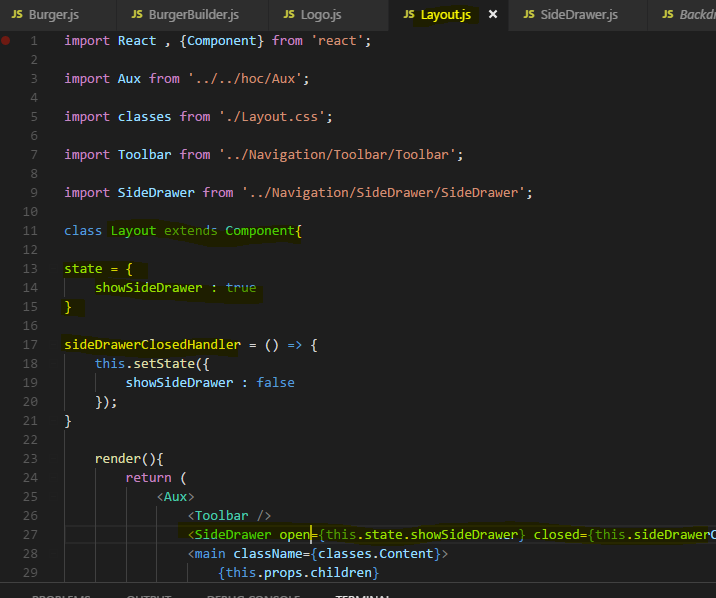 JS Burger.js JS BurgerBuilder.js JS Logo.js JS Layout.js × JS SideDrawer.js JS
1 import React , {Component} from 'react';
2
3 import Aux from '../../hoc/Aux';
4
5 import classes from './Layout.css';
6
7 import Toolbar from '../Navigation/Toolbar/Toolbar';
8
9 import SideDrawer from '../Navigation/SideDrawer/SideDrawer';
10
11 class Layout extends Component{
12
13 state = {
14 showSideDrawer : true
15 }
16
17 sideDrawerClosedHandler = () => {
18 this.setState({
19 showSideDrawer : false
20 });
21 }
22
23 render(){
24 return (
25 <Aux>
26 <Toolbar />
27 <SideDrawer open={this.state.showSideDrawer} closed={this.sideDrawerC
28 <main className={classes.Content}>
29 {this.props.children}
PROBLEMS OUTPUT DEBUG CONSOLE TERMINAL